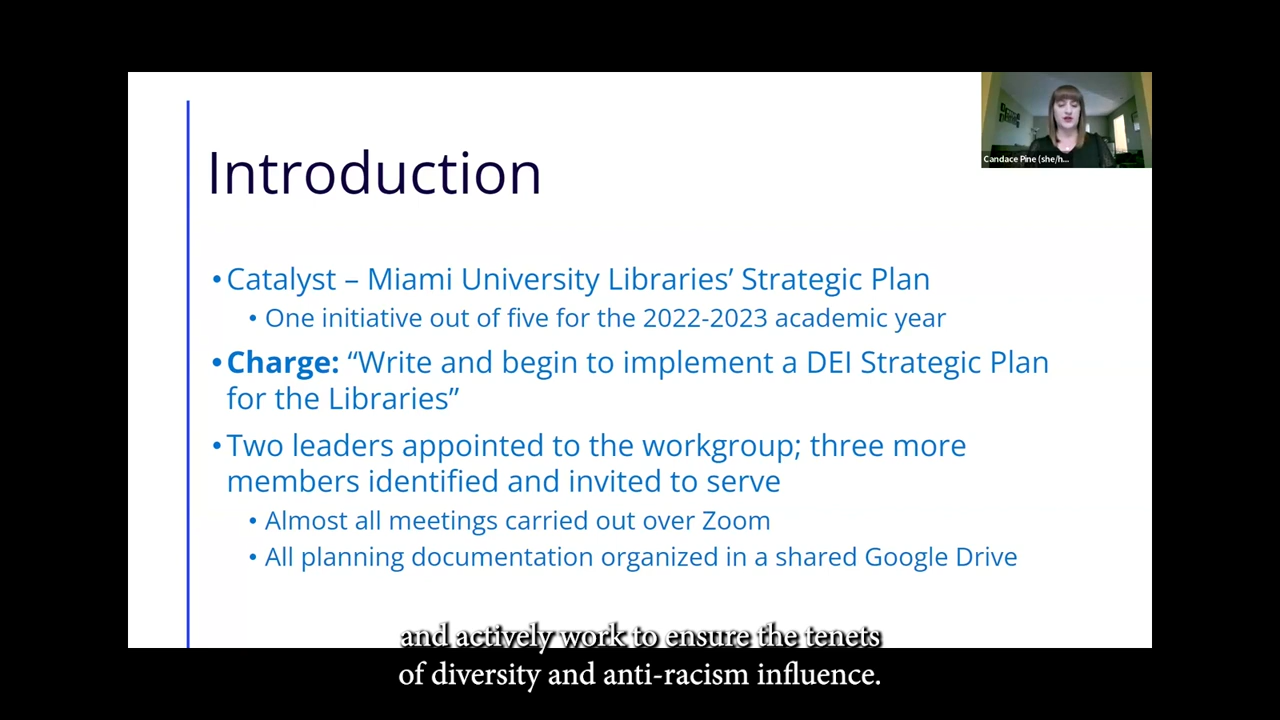 Candace Pine (she/h...
Introduction
• Catalyst – Miami University Libraries’ Strategic Plan
• One initiative out of five for the 2022-2023 academic year
• Charge: “Write and begin to implement a DEI Strategic Plan
for the Libraries”
• Two leaders appointed to the workgroup; three more
members identified and invited to serve
• Almost all meetings carried out over Zoom
• All planning documentation organized in a shared Google Drive
and actively work to ensure the tenets
of diversity and anti-racism influence.